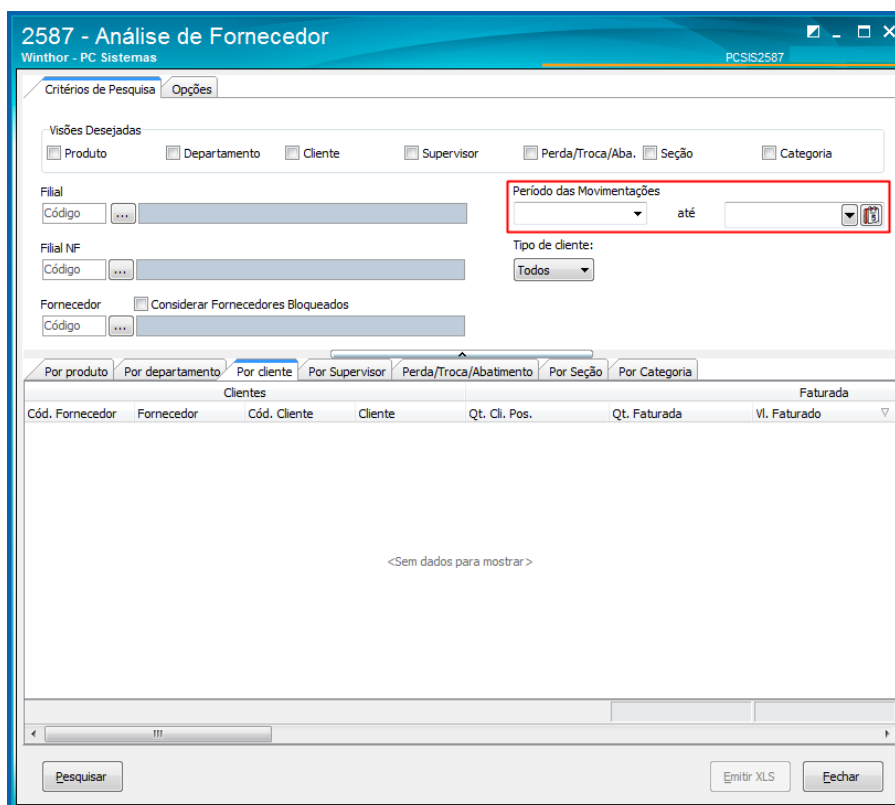 2587 - Análise de Fornecedor
Winthor - PC Sistemas
PCSIS2587
Critérios de Pesquisa Opções
Visões Desejadas
Produto Departamento Cliente Supervisor Perda/Troca/Aba. Seção Categoria
Filial Período das Movimentações
Código ... até
Filial NF Tipo de cliente:
Código ... Todos
Fornecedor Considerar Fornecedores Bloqueados
Código ...
Por produto Por departamento Por cliente Por Supervisor Perda/Troca/Abatimento Por Seção Por Categoria
Clientes Faturada
Cód. Fornecedor Fornecedor Cód. Cliente Cliente Qt. Cli. Pos. Qt. Faturada Vl. Faturado
<Sem dados para mostrar>
Pesquisar Emitir XLS Fechar